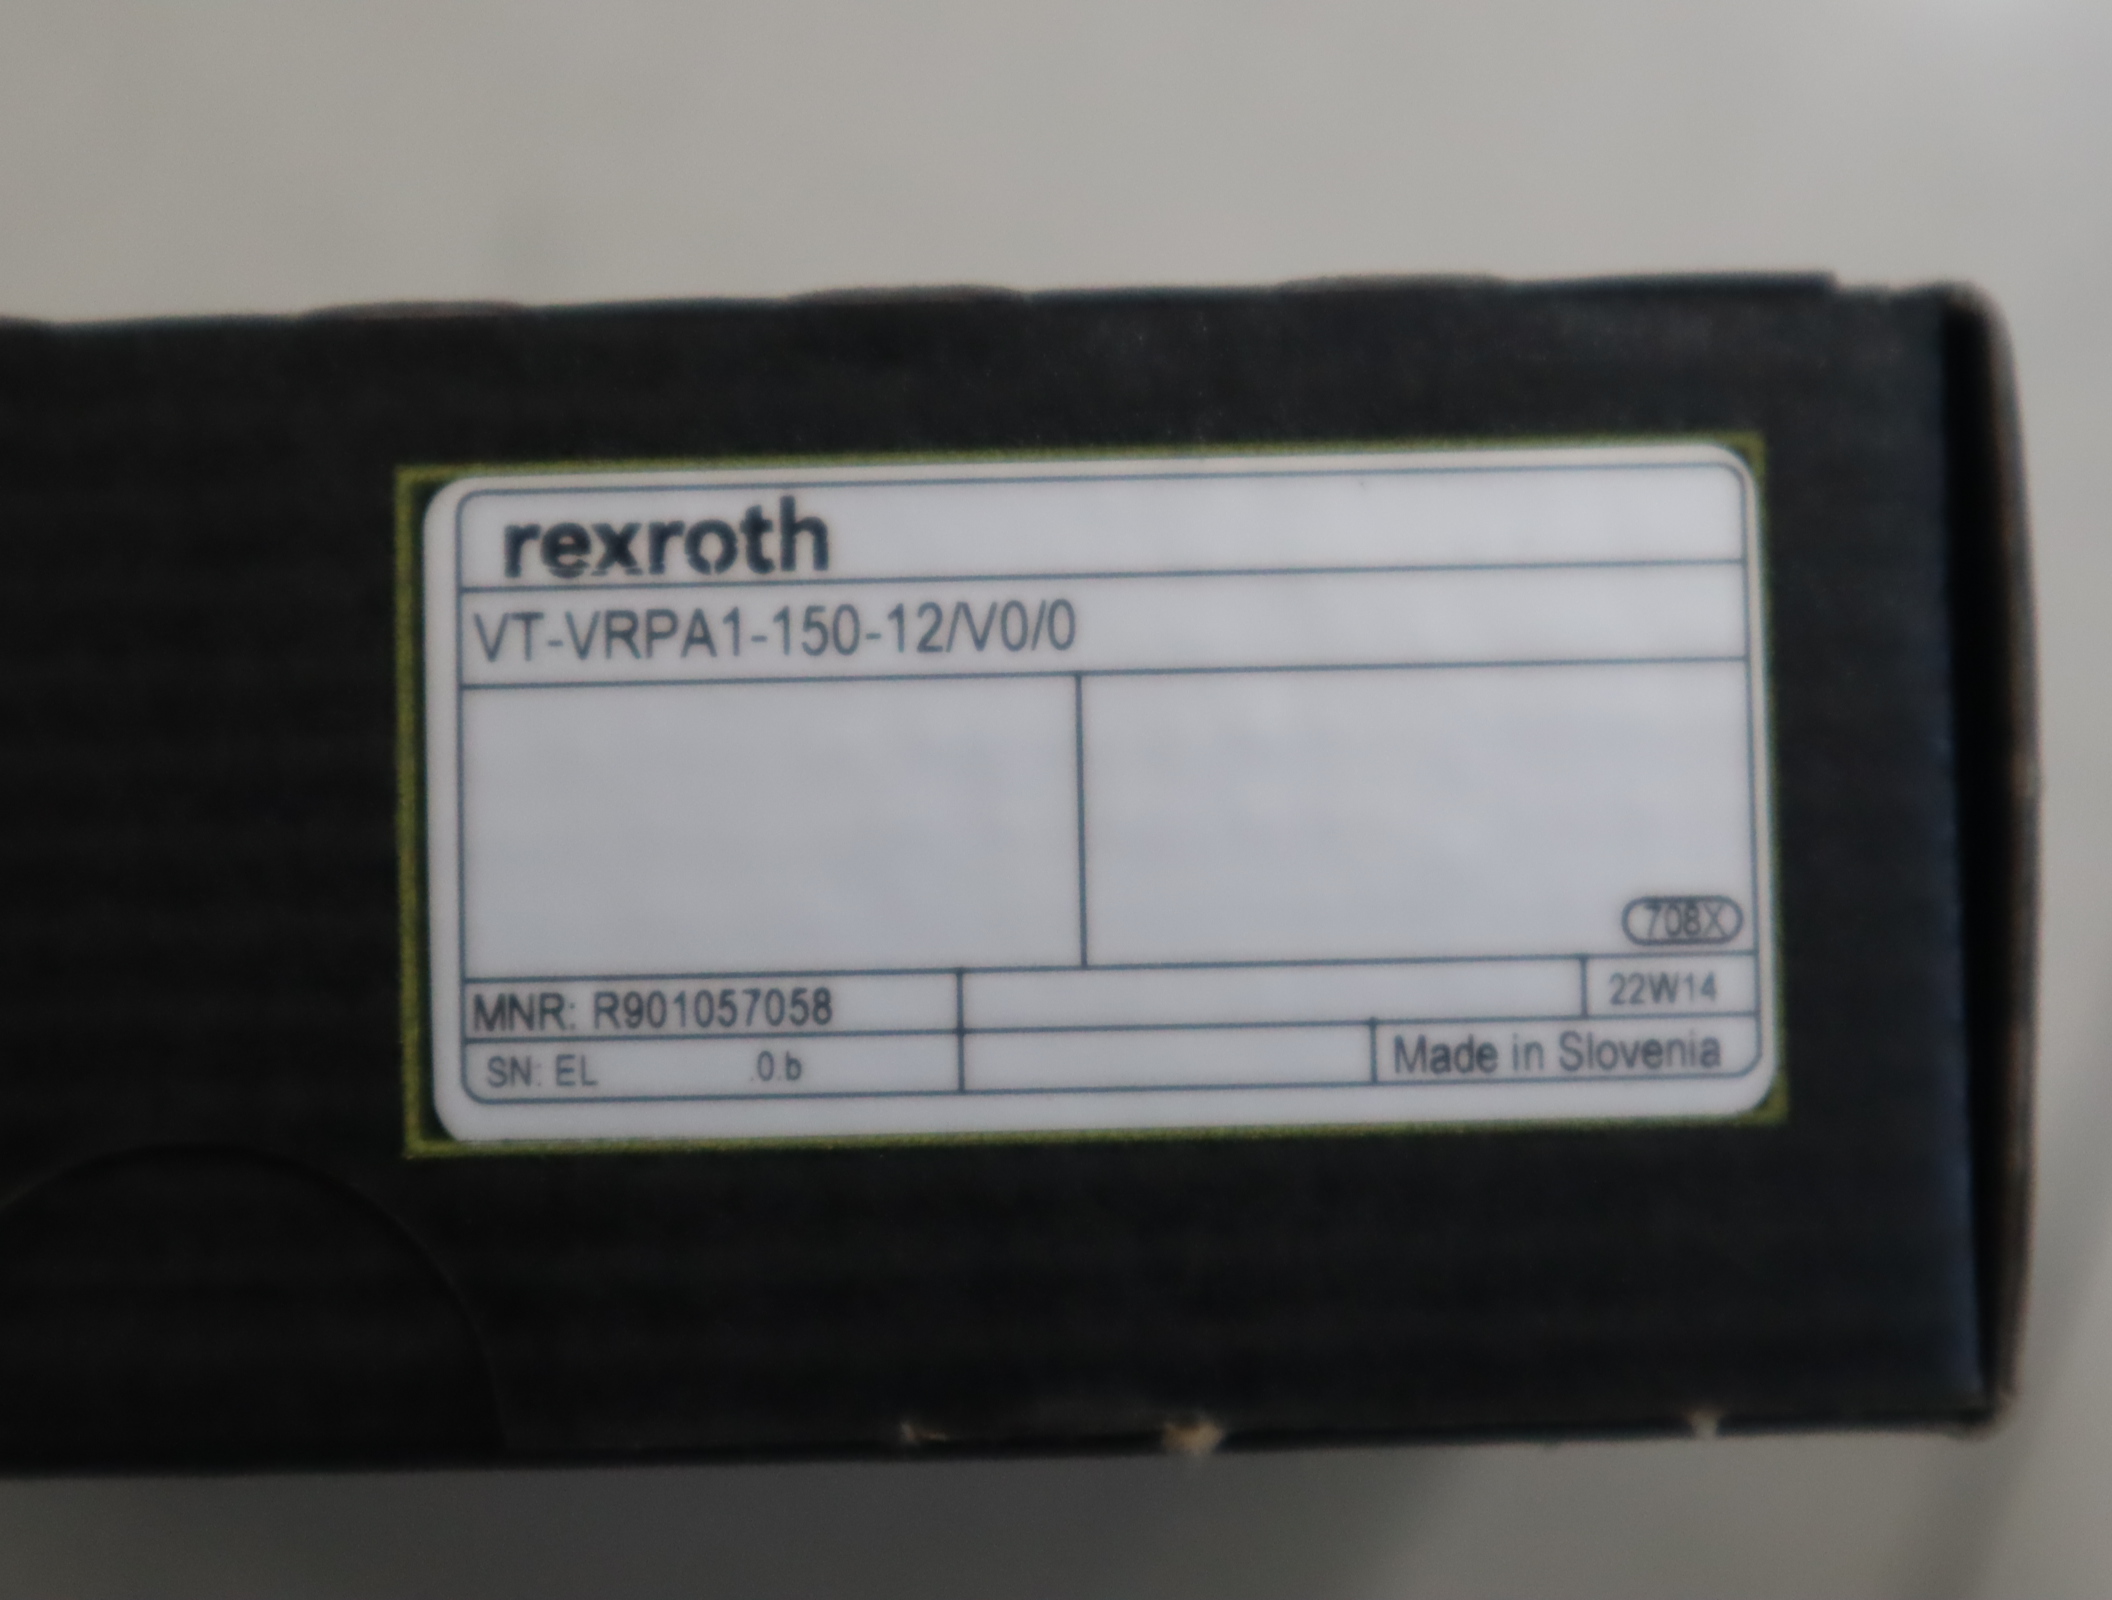 rexroth
VT-VRPA1-150-12/V0/0
708X
MNR: R901057058
22W14
SN: EL .0.b
Made in Slovenia